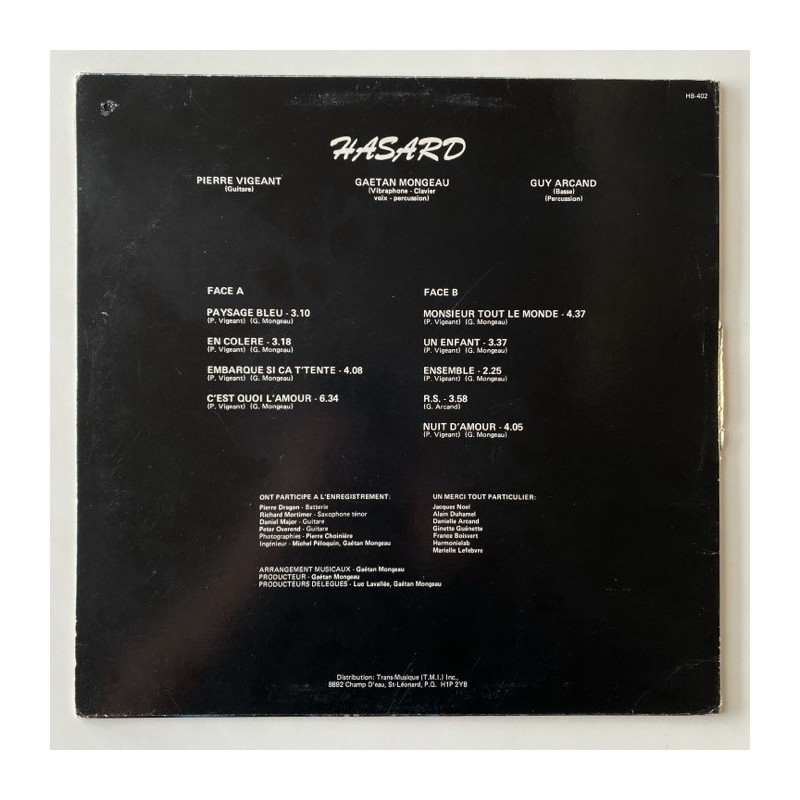 HB-402
HASARD
PIERRE VIGEANT
(Guitare)
GAETAN MONGEAU
(Vibraphone - Clavier
voix - percussion)
GUY ARCAND
(Basse)
(Percussion)
FACE A
PAYSAGE BLEU - 3.10
(P. Vigeant) (G. Mongeau)
EN COLERE - 3.18
(P. Vigeant) (G. Mongeau)
EMBARQUE SI CA T'TENTE - 4.08
(P. Vigeant) (G. Mongeau)
C'EST QUOI L'AMOUR - 6.34
(P. Vigeant) (G. Mongeau)
FACE B
MONSIEUR TOUT LE MONDE - 4.37
(P. Vigeant) (G. Mongeau)
UN ENFANT - 3.37
(P. Vigeant) (G. Mongeau)
ENSEMBLE - 2.25
(P. Vigeant) (G. Mongeau)
R.S. - 3.58
(G. Arcand)
NUIT D'AMOUR - 4.05
(P. Vigeant) (G. Mongeau)
ONT PARTICIPE A L'ENREGISTREMENT:
Pierre Dragon - Batterie
Richard Mortimer - Saxophone ténor
Daniel Major - Guitare
Peter Overend - Guitare
Photographies - Pierre Choinière
Ingénieur - Michel Péloquin, Gaétan Mongeau
UN MERCI TOUT PARTICULIER:
Jacques Noel
Alain Duhamel
Danielle Arcand
Ginette Guénette
France Boisvert
Harmonielab
Marielle Lefebvre
ARRANGEMENT MUSICAUX - Gaétan Mongeau
PRODUCTEUR - Gaétan Mongeau
PRODUCTEURS DELEGUES - Luc Lavallée, Gaétan Mongeau
Distribution: Trans-Musique (T.M.I.) Inc.,
8892 Champ D'eau, St-Léonard, P.Q. H1P 2Y8